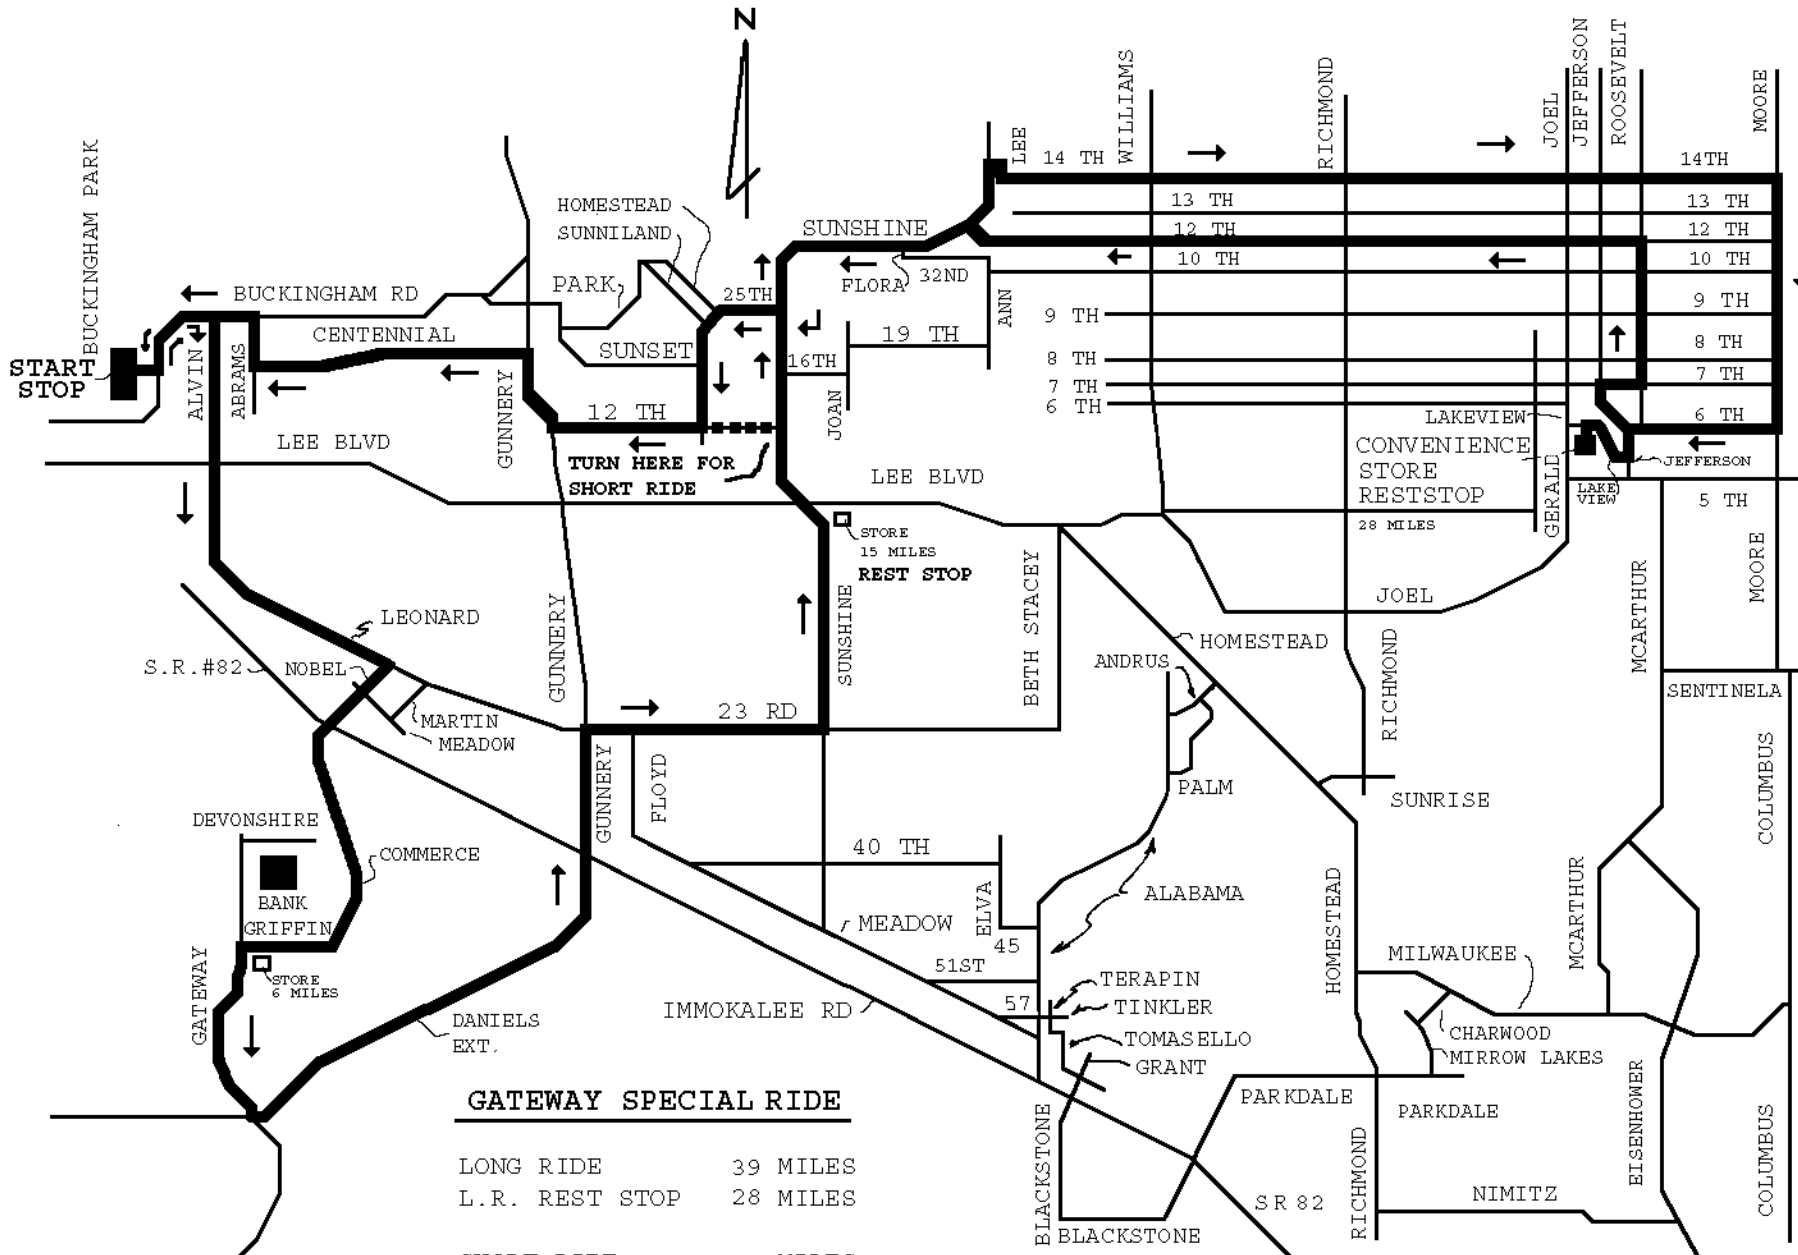 N
BUCKINGHAM PARK
START
STOP
BUCKINGHAM RD
CENTENNIAL
ALVIN
ABRAMS
GUNNERY
HOMESTEAD
SUNNILAND
PARK
SUNSET
25TH
12 TH
TURN HERE FOR
SHORT RIDE
LEE BLVD
SUNSHINE
FLORA
32ND
16TH
19 TH
JOAN
ANN
LEE
14 TH
WILLIAMS
RICHMOND
JOEL
JEFFERSON
ROOSEVELT
MOORE
14TH
13 TH
13 TH
12 TH
12 TH
10 TH
10 TH
9 TH
9 TH
8 TH
8 TH
7 TH
7 TH
6 TH
6 TH
LAKEVIEW
CONVENIENCE
STORE
RESTSTOP
28 MILES
GERALD
LAKE
VIEW
JEFFERSON
5 TH
LEE BLVD
STORE
15 MILES
REST STOP
SUNSHINE
BETH STACEY
JOEL
MCARTHUR
MOORE
LEONARD
S.R.#82
NOBEL
MARTIN
MEADOW
GUNNERY
23 RD
HOMESTEAD
ANDRUS
RICHMOND
SENTINELA
PALM
SUNRISE
COLUMBUS
GUNNERY
FLOYD
40 TH
ELVA
45
ALABAMA
MEADOW
51ST
57
TERAPIN
TINKLER
TOMASELLO
GRANT
IMMOKALEE RD
DEVONSHIRE
BANK
COMMERCE
GRIFFIN
STORE
6 MILES
GATEWAY
DANIELS
EXT.
HOMESTEAD
MILWAUKEE
MCARTHUR
CHARWOOD
MIRROW LAKES
PARKDALE
PARKDALE
EISENHOWER
COLUMBUS
RICHMOND
NIMITZ
SR 82
BLACKSTONE
BLACKSTONE
GATEWAY SPECIAL RIDE
LONG RIDE 39 MILES
L.R. REST STOP 28 MILES